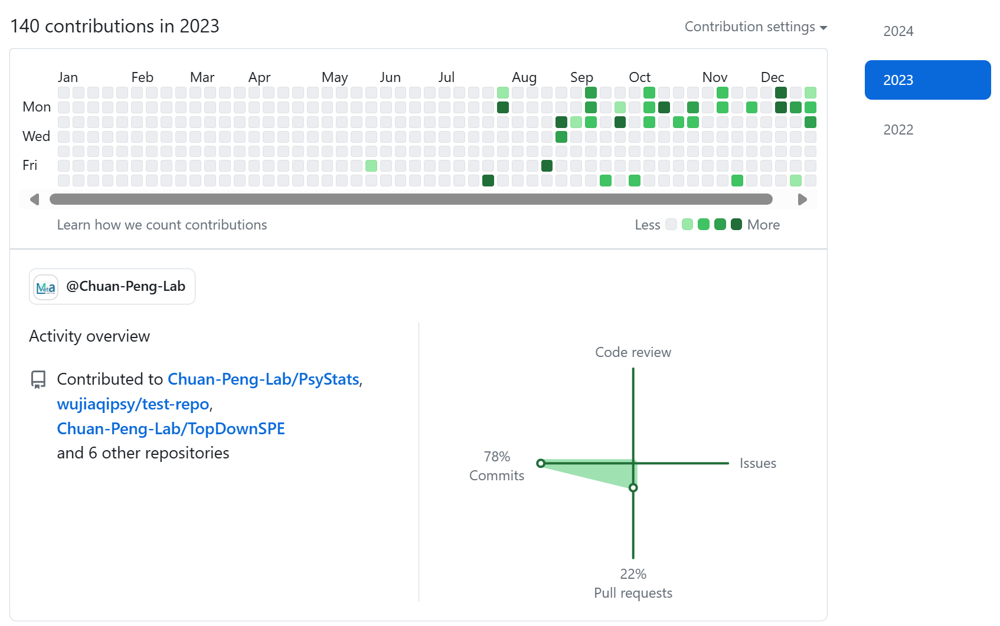 140 contributions in 2023
Contribution settings
2024
2023
2022
Jan Feb Mar Apr May Jun Jul Aug Sep Oct Nov Dec
Mon
Wed
Fri
Learn how we count contributions
Less More
@Chuan-Peng-Lab
Activity overview
Contributed to Chuan-Peng-Lab/PsyStats,
wujiaqipsy/test-repo,
Chuan-Peng-Lab/TopDownSPE
and 6 other repositories
Code review
78%
Commits
Issues
22%
Pull requests